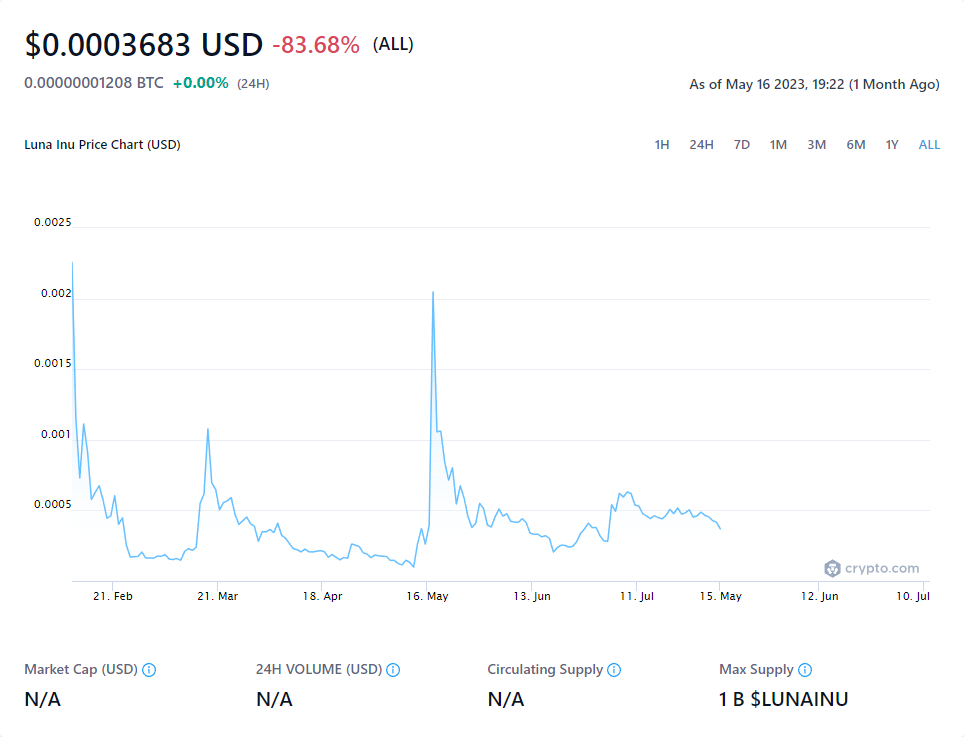 $0.0003683 USD -83.68% (ALL)
0.00000001208 BTC +0.00% (24H)
As of May 16 2023, 19:22 (1 Month Ago)
Luna Inu Price Chart (USD)
1H 24H 7D 1M 3M 6M 1Y ALL
0.0025
0.002
0.0015
0.001
0.0005
crypto.com
21. Feb 21. Mar 18. Apr 16. May 13. Jun 11. Jul 15. May 12. Jun 10. Jul
Market Cap (USD) 24H VOLUME (USD) Circulating Supply Max Supply
N/A N/A N/A 1 B $LUNAINU